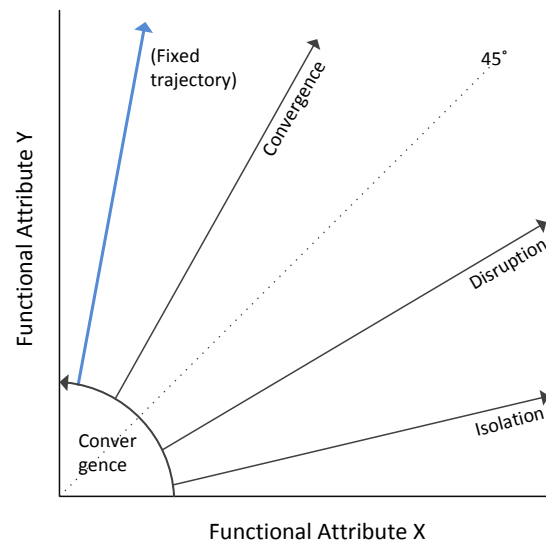 (Fixed
trajectory)
Convergence
45˚
Functional Attribute Y
Disruption
Isolation
Conver
gence
Functional Attribute X